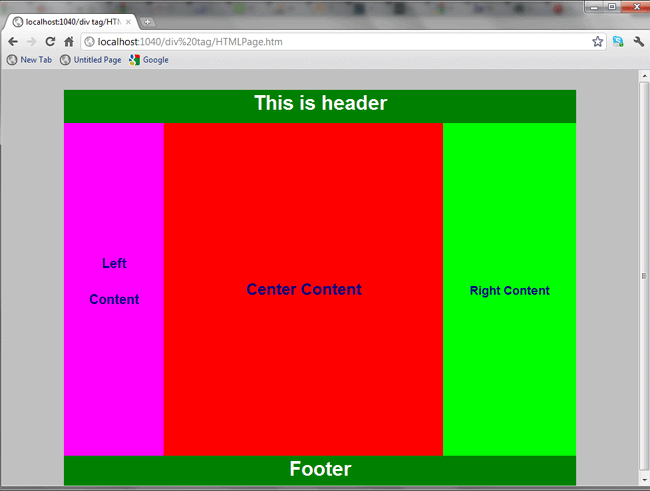 localhost:1040/div tag/HTM
localhost:1040/div%20tag/HTMLPage.htm
New Tab
Untitled Page
Google
This is header
Left
Content
Center Content
Right Content
Footer